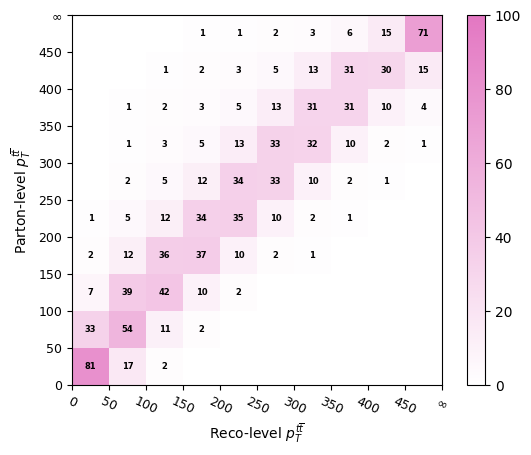 ∞ 1 1 2 3 6 15 71 100
450 1 2 3 5 13 31 30 15
400 1 2 3 5 13 31 31 10 4 80
350 1 3 5 13 33 32 10 2 1
300 2 5 12 34 33 10 2 1 60
250 1 5 12 34 35 10 2 1
200 2 12 36 37 10 2 1 40
150 7 39 42 10 2
100 33 54 11 2 20
50 81 17 2
0 0
0 50 100 150 200 250 300 350 400 450 ∞
Reco-level $p_T^{t\bar{t}}$
Parton-level $p_T^{t\bar{t}}$